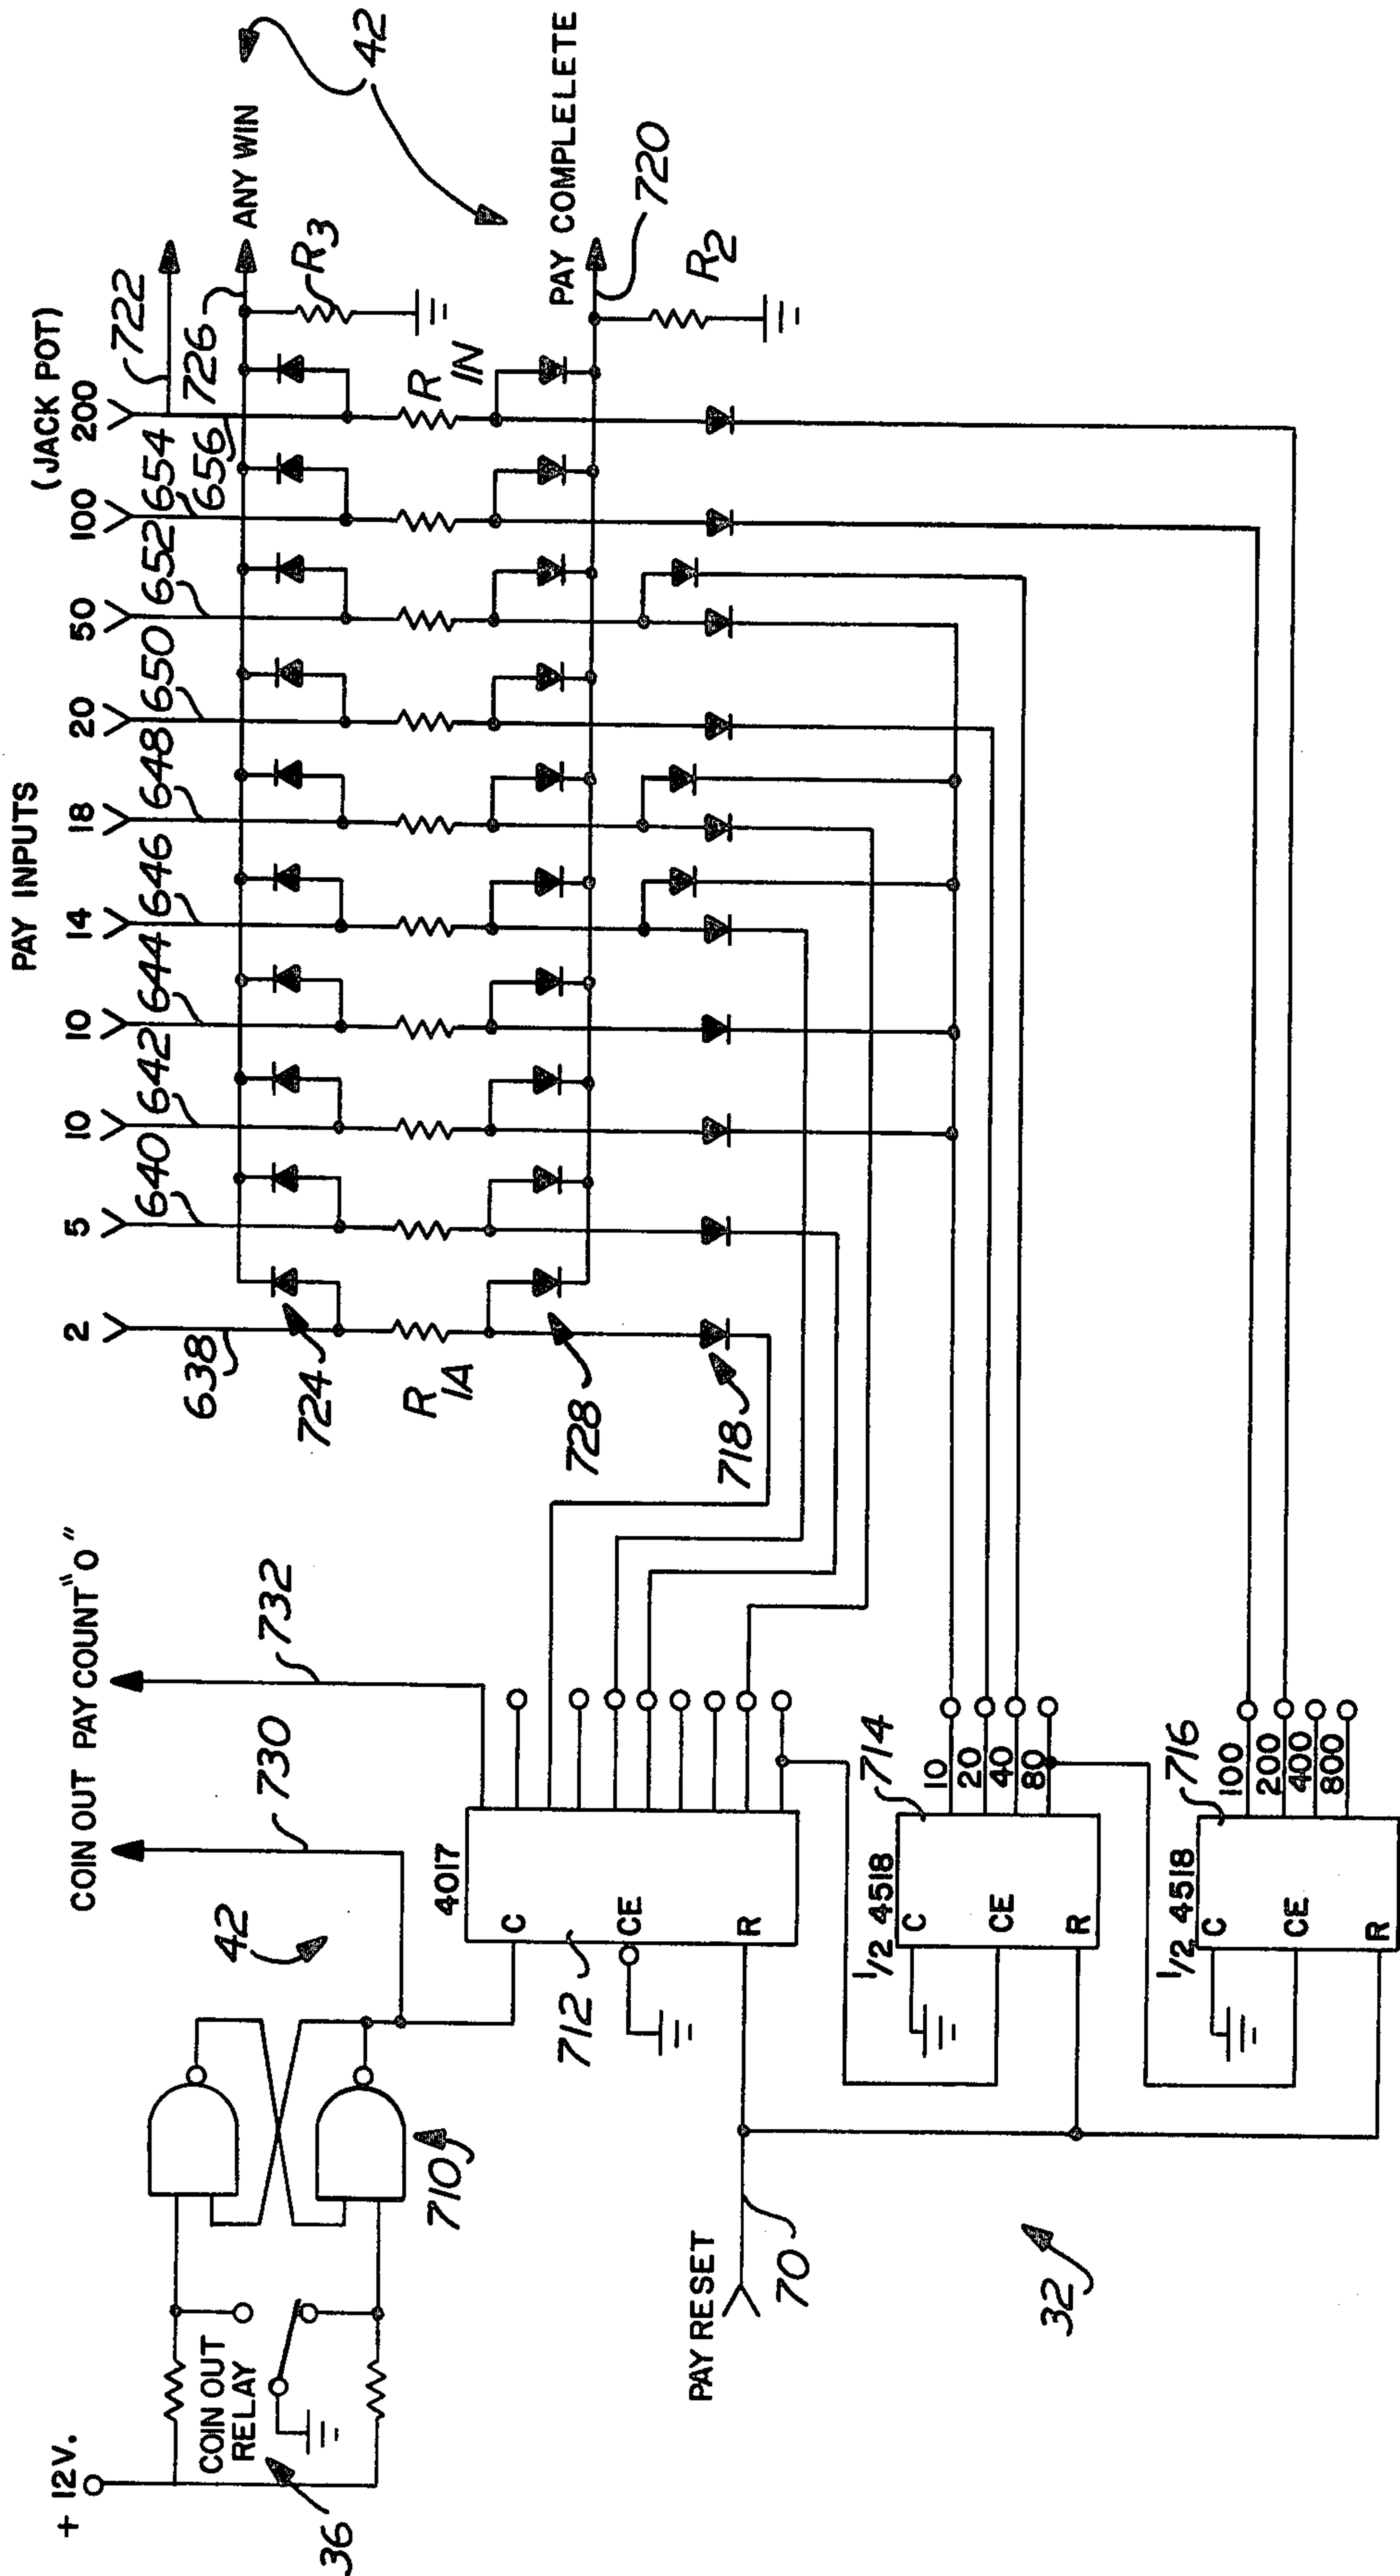 PAY INPUTS
(JACK POT)
2
5
10
10
14
18
20
50
100
200
638
640
642
644
646
648
650
652
654
656
722
726
ANY WIN
42
724
R 1A
R 1N
R3
728
PAY COMPLELETE
720
R2
718
COIN OUT PAY COUNT "0"
730
732
42
+ 12V.
COIN OUT
RELAY
36
710
4017
C
CE
R
712
PAY RESET
70
32
1/2 4518
C
CE
R
714
10
20
40
80
1/2 4518
C
CE
R
716
100
200
400
800